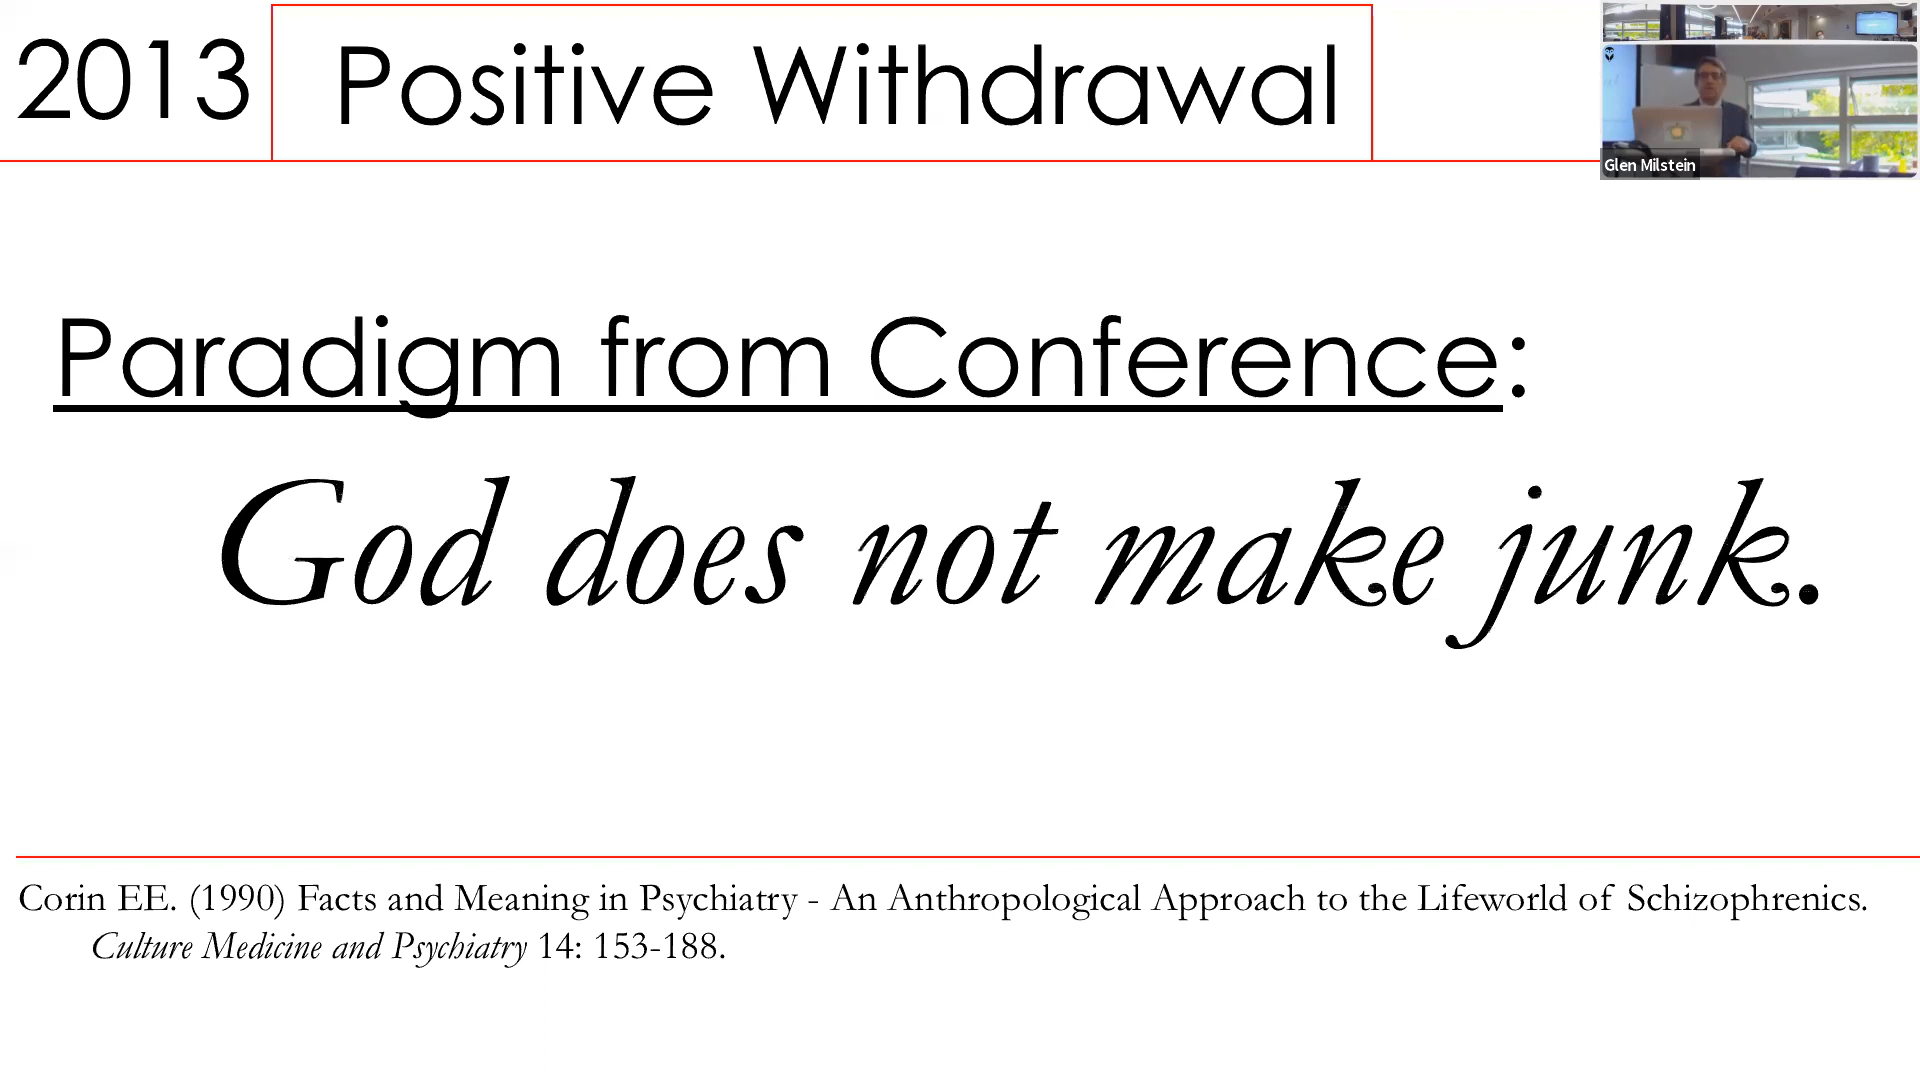 2013
Positive Withdrawal
Glen Milstein
Paradigm from Conference:
God does not make junk.
Corin EE. (1990) Facts and Meaning in Psychiatry - An Anthropological Approach to the Lifeworld of Schizophrenics.
Culture Medicine and Psychiatry 14: 153-188.